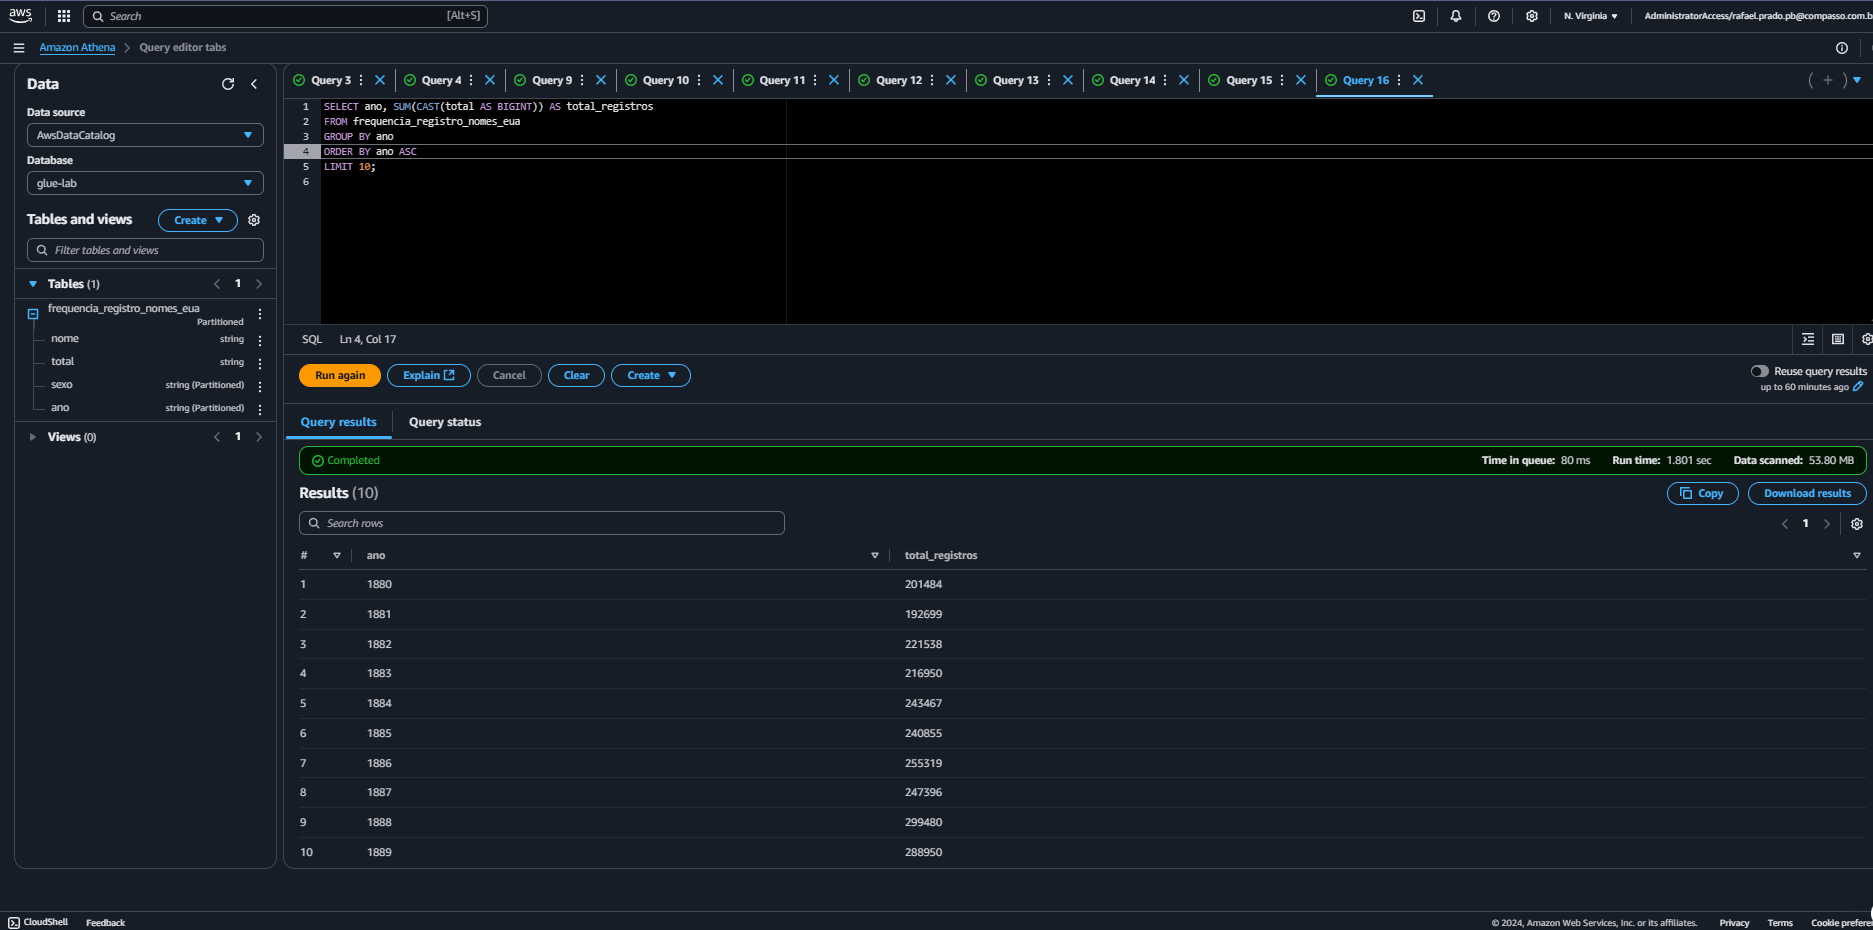 aws
Search [Alt+S]
N. Virginia
AdministratorAccess/rafael.prado.pb@compasso.com.b
Amazon Athena > Query editor tabs
Data
Data source
AwsDataCatalog
Database
glue-lab
Tables and views
Create
Filter tables and views
Tables (1)
1
frequencia_registro_nomes_eua
Partitioned
nome string
total string
sexo string (Partitioned)
ano string (Partitioned)
Views (0)
1
Query 3 Query 4 Query 9 Query 10 Query 11 Query 12 Query 13 Query 14 Query 15 Query 16
1 SELECT ano, SUM(CAST(total AS BIGINT)) AS total_registros
2 FROM frequencia_registro_nomes_eua
3 GROUP BY ano
4 ORDER BY ano ASC
5 LIMIT 10;
6
SQL Ln 4, Col 17
Run again Explain Cancel Clear Create
Reuse query results
up to 60 minutes ago
Query results Query status
Completed
Time in queue: 80 ms Run time: 1.801 sec Data scanned: 53.80 MB
Results (10)
Copy Download results
Search rows
1
# ano total_registros
1 1880 201484
2 1881 192699
3 1882 221538
4 1883 216950
5 1884 243467
6 1885 240855
7 1886 255319
8 1887 247396
9 1888 299480
10 1889 288950
CloudShell Feedback
© 2024, Amazon Web Services, Inc. or its affiliates. Privacy Terms Cookie prefere